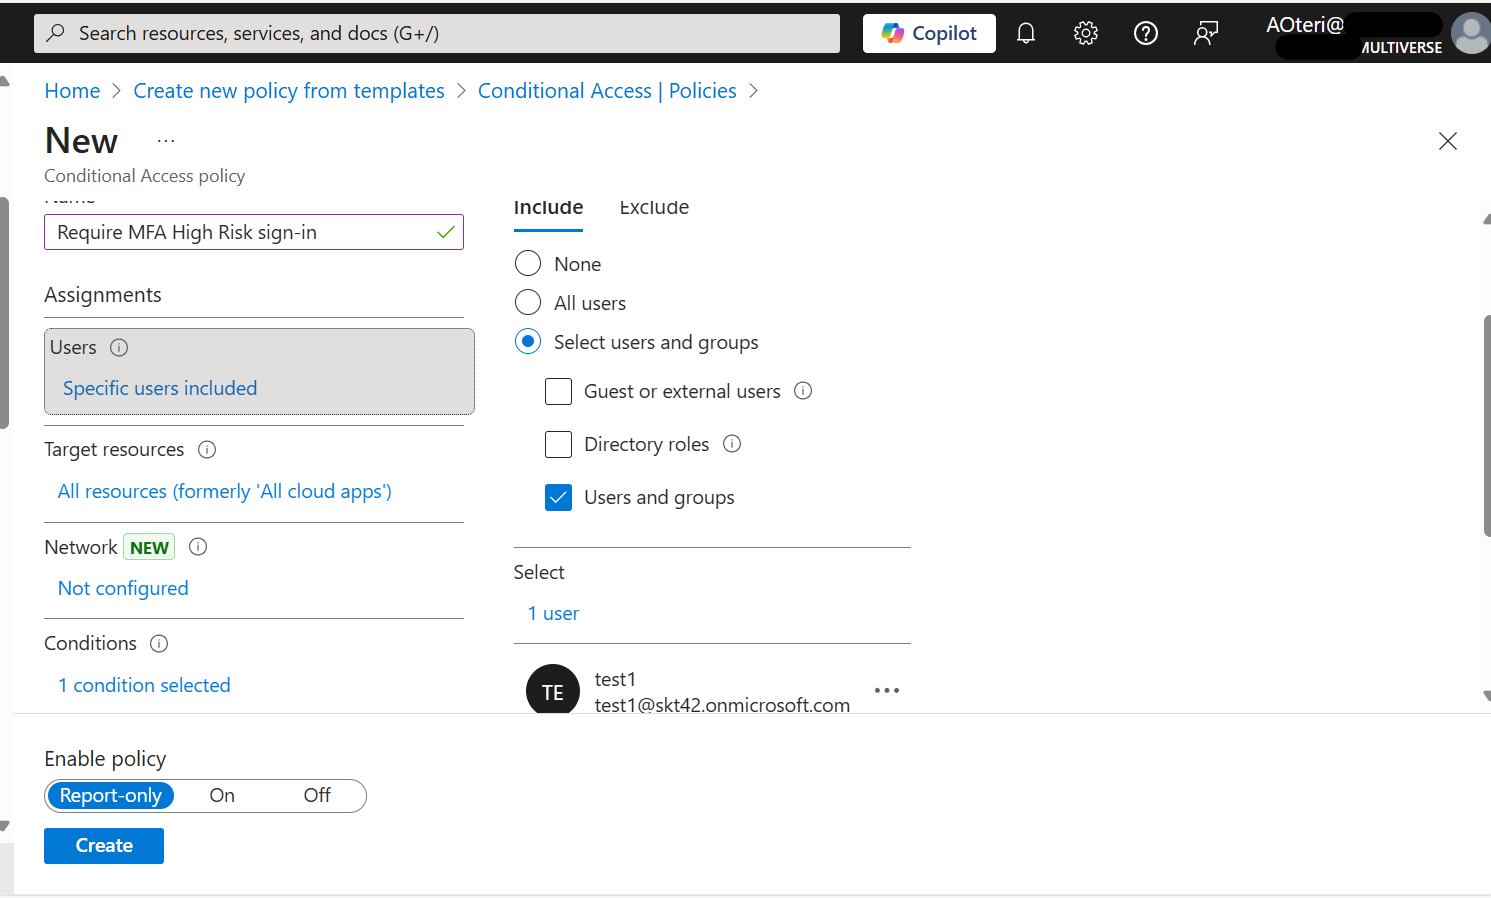 Search resources, services, and docs (G+/)
Copilot
AOteri@
MULTIVERSE
Home > Create new policy from templates > Conditional Access | Policies >
New ...
Conditional Access policy
Name
Require MFA High Risk sign-in
Assignments
Users
Specific users included
Target resources
All resources (formerly 'All cloud apps')
Network NEW
Not configured
Conditions
1 condition selected
Include Exclude
None
All users
Select users and groups
Guest or external users
Directory roles
Users and groups
Select
1 user
TE
test1
test1@skt42.onmicrosoft.com
Enable policy
Report-only On Off
Create